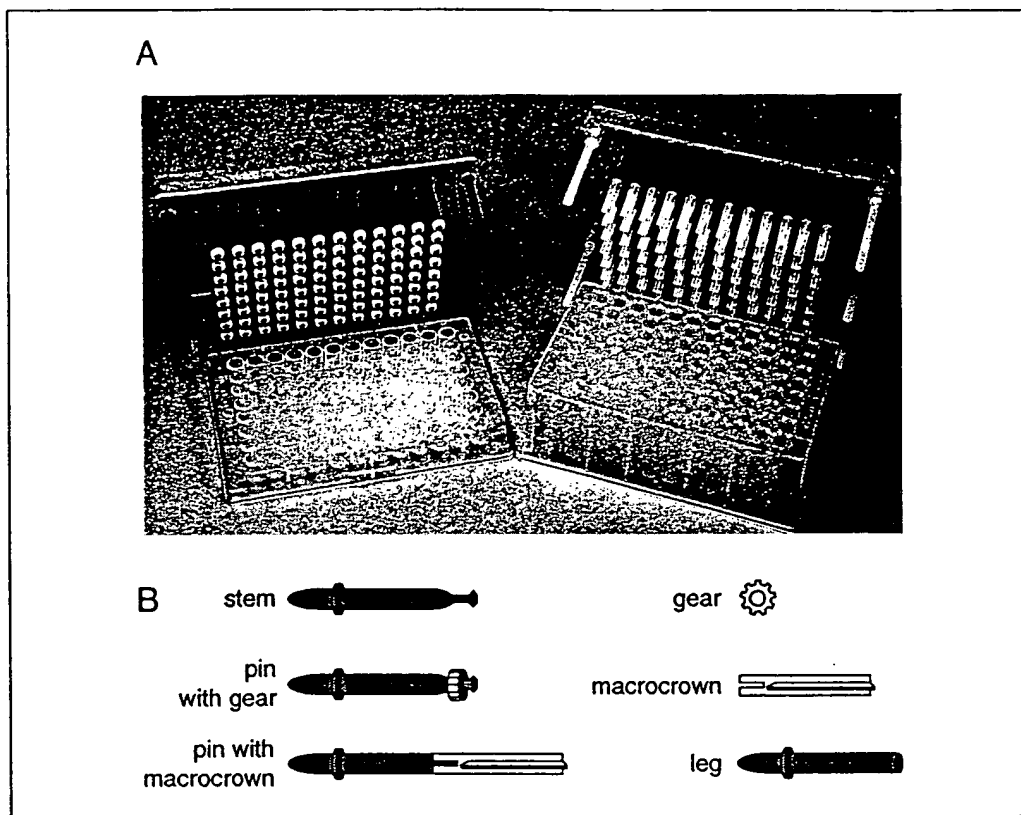 A
B
stem
gear
pin
with gear
macrocrown
pin with
macrocrown
leg